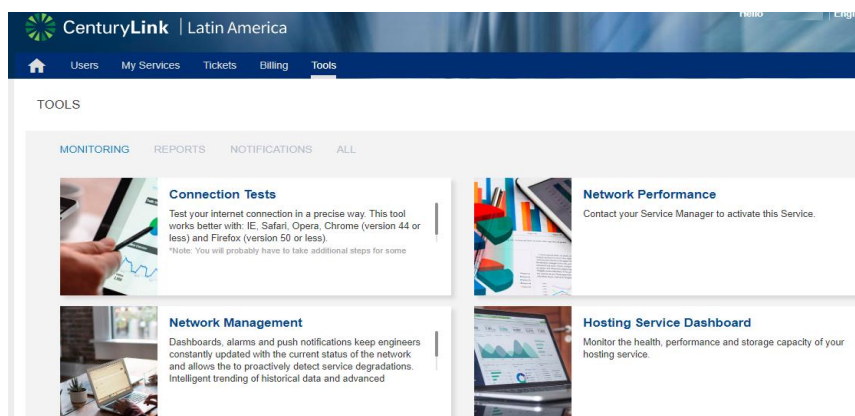 Hello
CenturyLink | Latin America
Users My Services Tickets Billing Tools
TOOLS
MONITORING REPORTS NOTIFICATIONS ALL
Connection Tests
Test your internet connection in a precise way. This tool
works better with: IE, Safari, Opera, Chrome (version 44 or
less) and Firefox (version 50 or less).
*Note: You will probably have to take additional steps for some
Network Performance
Contact your Service Manager to activate this Service.
Network Management
Dashboards, alarms and push notifications keep engineers
constantly updated with the current status of the network
and allows the to proactively detect service degradations.
Intelligent trending of historical data and advanced
Hosting Service Dashboard
Monitor the health, performance and storage capacity of your
hosting service.